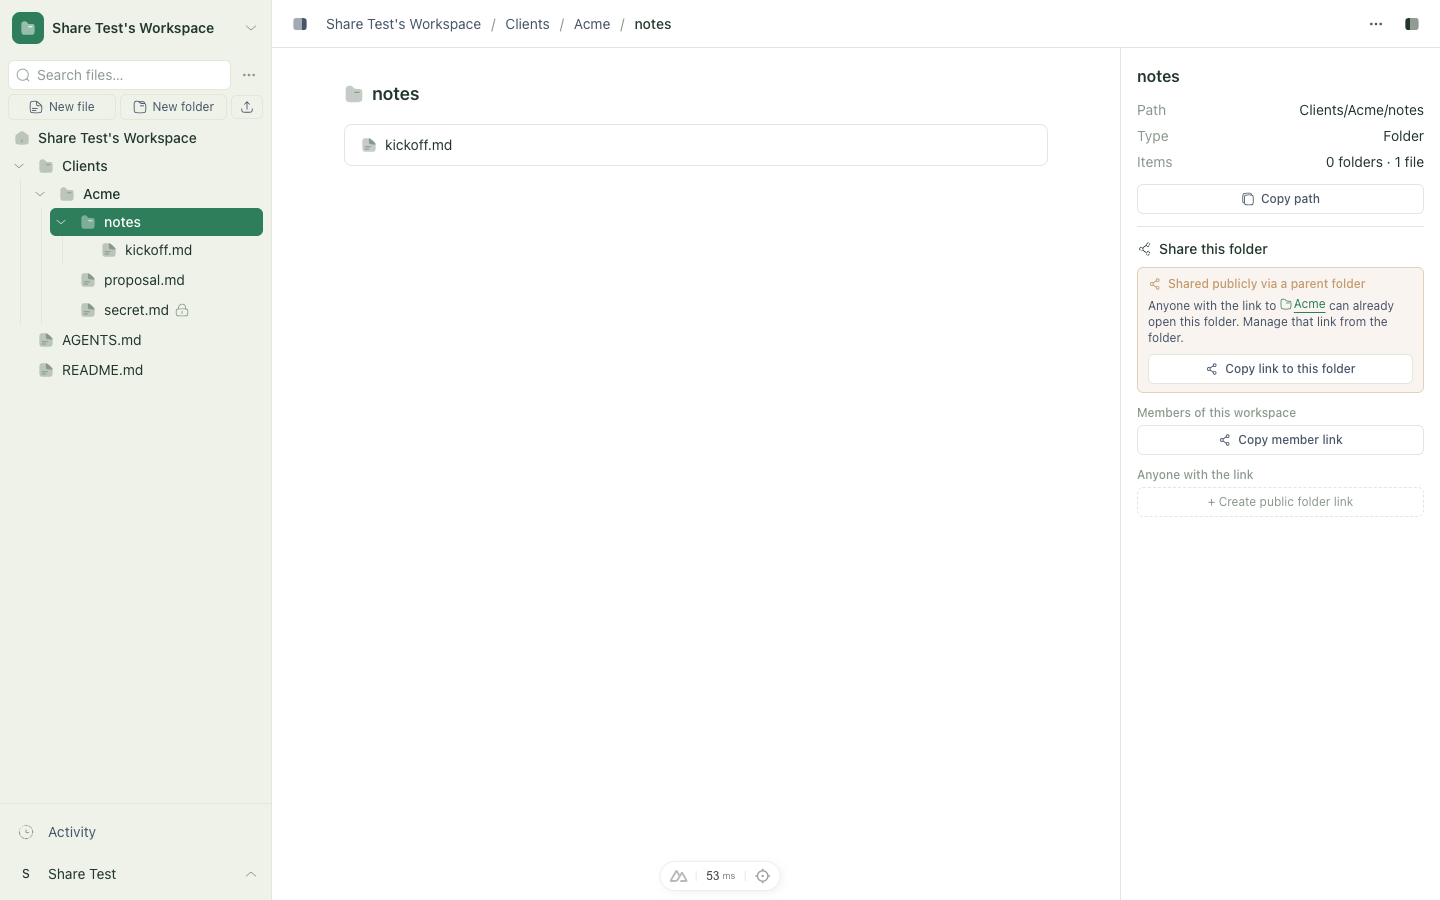 Share Test's Workspace
Search files...
New file
New folder
Share Test's Workspace
Clients
Acme
notes
kickoff.md
proposal.md
secret.md
AGENTS.md
README.md
Activity
S Share Test
Share Test's Workspace / Clients / Acme / notes
notes
kickoff.md
53 ms
notes
Path Clients/Acme/notes
Type Folder
Items 0 folders · 1 file
Copy path
Share this folder
Shared publicly via a parent folder
Anyone with the link to Acme can already
open this folder. Manage that link from the
folder.
Copy link to this folder
Members of this workspace
Copy member link
Anyone with the link
+ Create public folder link